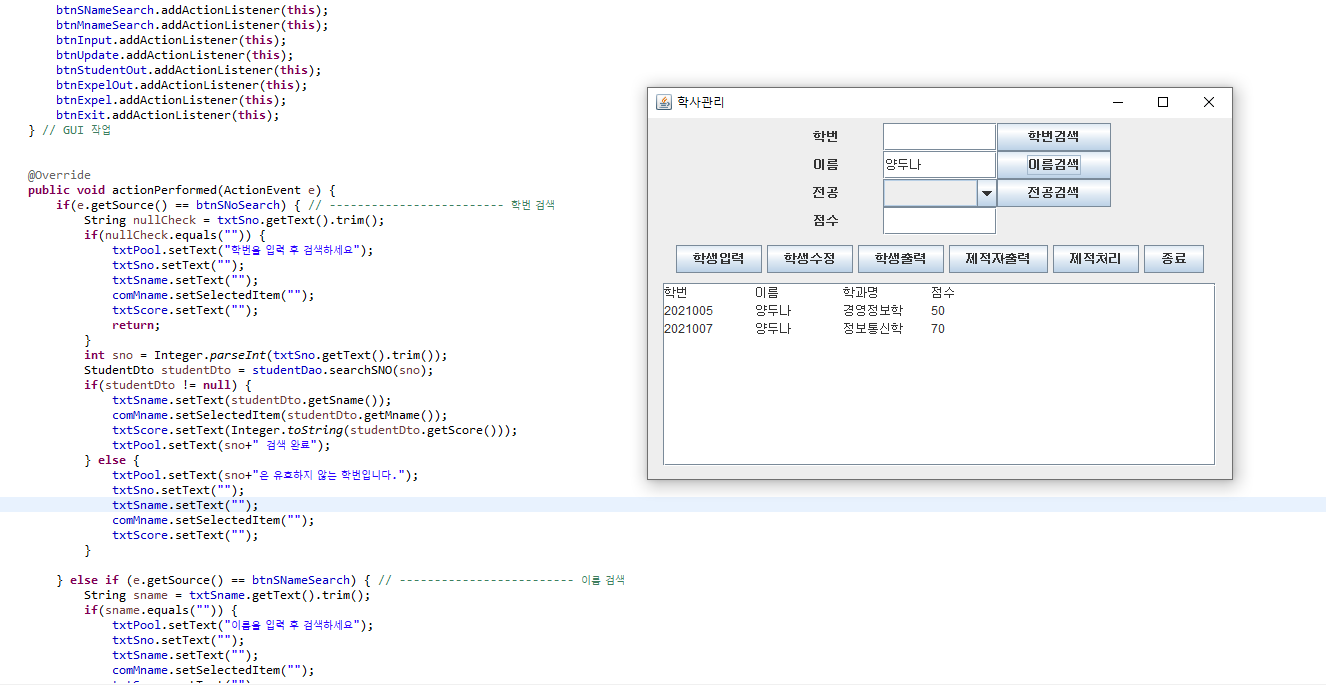 btnSNameSearch.addActionListener(this);
btnMnameSearch.addActionListener(this);
btnInput.addActionListener(this);
btnUpdate.addActionListener(this);
btnStudentOut.addActionListener(this);
btnExpelOut.addActionListener(this);
btnExpel.addActionListener(this);
btnExit.addActionListener(this);
} // GUI 작업
@Override
public void actionPerformed(ActionEvent e) {
if(e.getSource() == btnSNoSearch) { // ------------------------- 학번 검색
String nullCheck = txtSno.getText().trim();
if(nullCheck.equals("")) {
txtPool.setText("학번을 입력 후 검색하세요");
txtSno.setText("");
txtSname.setText("");
comMname.setSelectedItem("");
txtScore.setText("");
return;
}
int sno = Integer.parseInt(txtSno.getText().trim());
StudentDto studentDto = studentDao.searchSNO(sno);
if(studentDto != null) {
txtSname.setText(studentDto.getSname());
comMname.setSelectedItem(studentDto.getMname());
txtScore.setText(Integer.toString(studentDto.getScore()));
txtPool.setText(sno+" 검색 완료");
} else {
txtPool.setText(sno+"은 유효하지 않는 학번입니다.");
txtSno.setText("");
txtSname.setText("");
comMname.setSelectedItem("");
txtScore.setText("");
}
} else if (e.getSource() == btnSNameSearch) { // ------------------------- 이름 검색
String sname = txtSname.getText().trim();
if(sname.equals("")) {
txtPool.setText("이름을 입력 후 검색하세요");
txtSno.setText("");
txtSname.setText("");
comMname.setSelectedItem("");
학사관리
학번 학번검색
이름 양두나 이름검색
전공 전공검색
점수
학생입력 학생수정 학생출력 제적자출력 제적처리 종료
학번 이름 학과명 점수
2021005 양두나 경영정보학 50
2021007 양두나 정보통신학 70